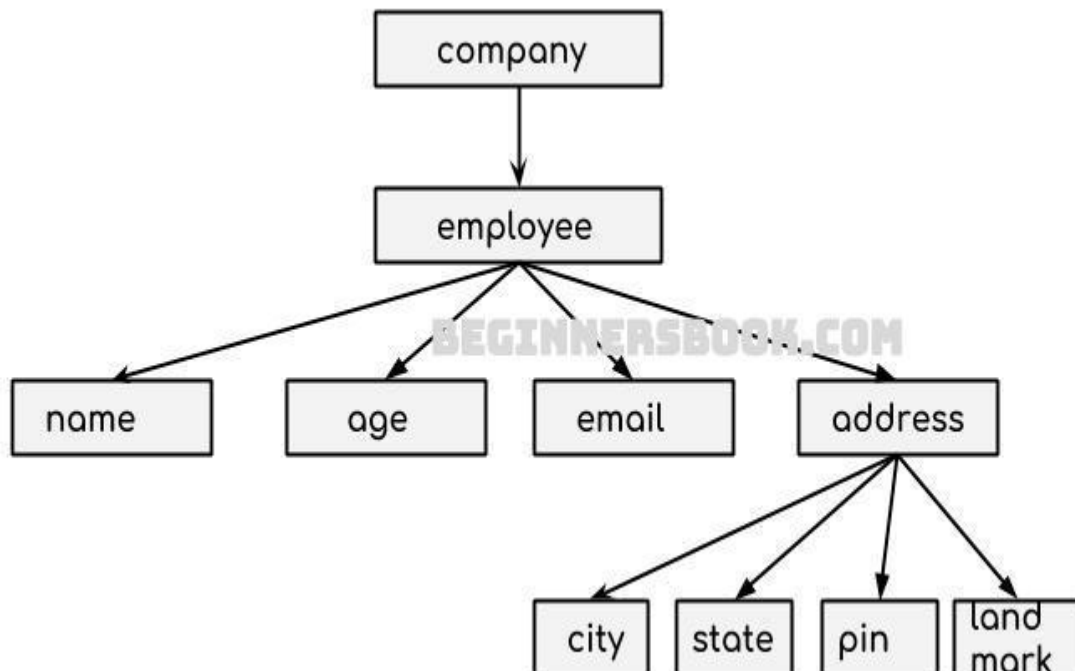 company
employee
BEGINNERSBOOK.COM
name
age
email
address
city
state
pin
land
mark